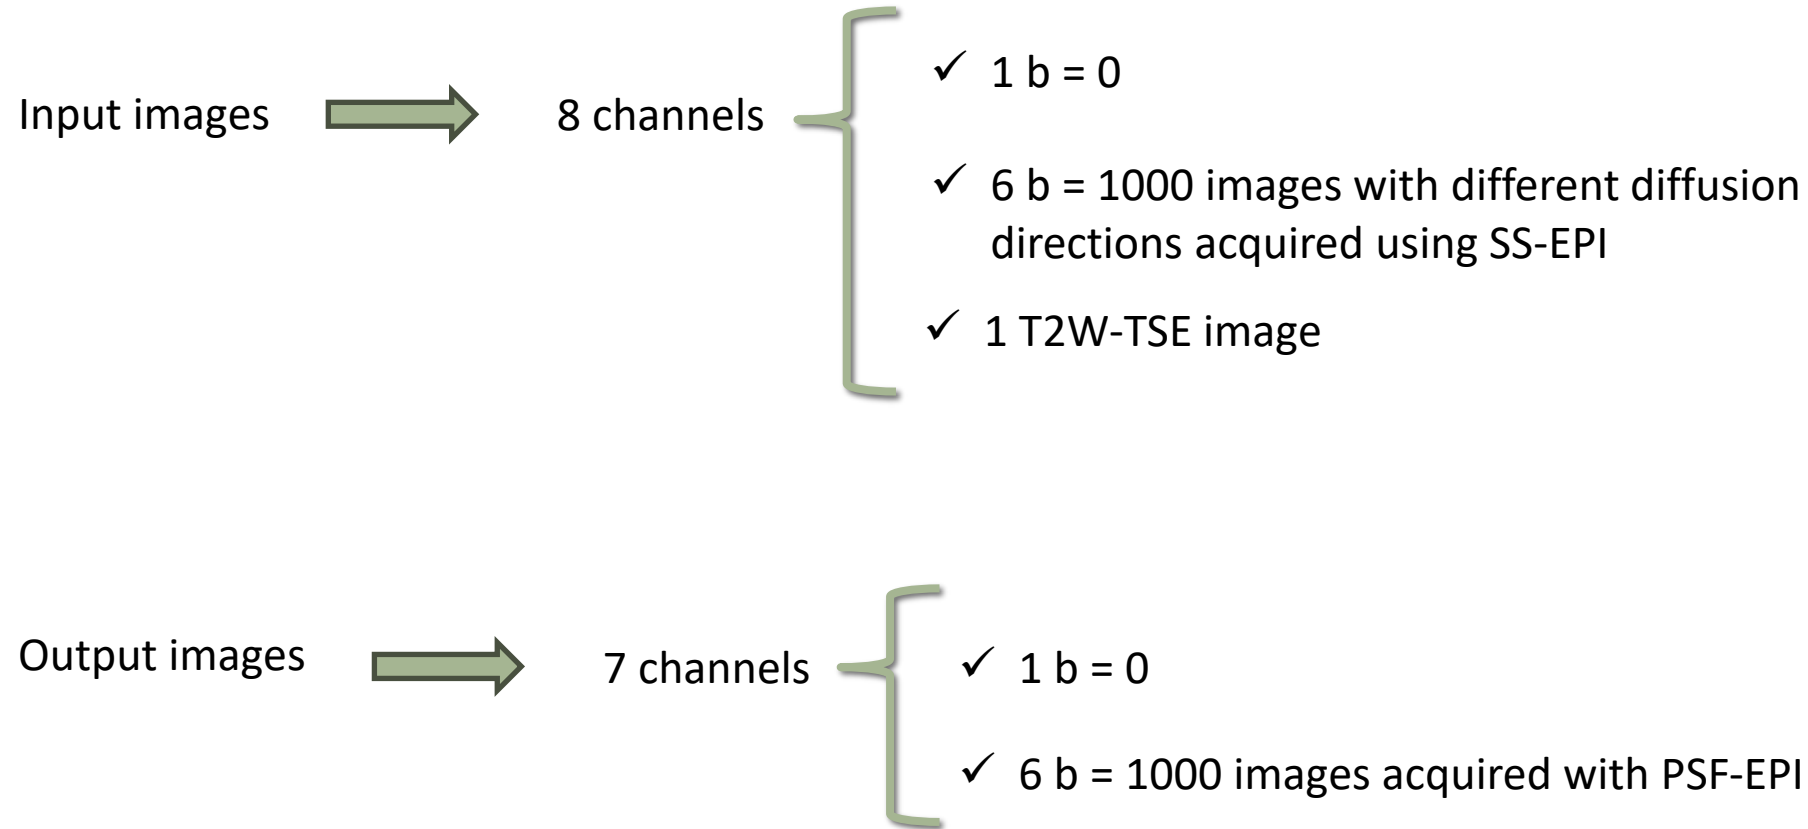 Input images
8 channels
✓ 1 b = 0
✓ 6 b = 1000 images with different diffusion
directions acquired using SS-EPI
✓ 1 T2W-TSE image
Output images
7 channels
✓ 1 b = 0
✓ 6 b = 1000 images acquired with PSF-EPI